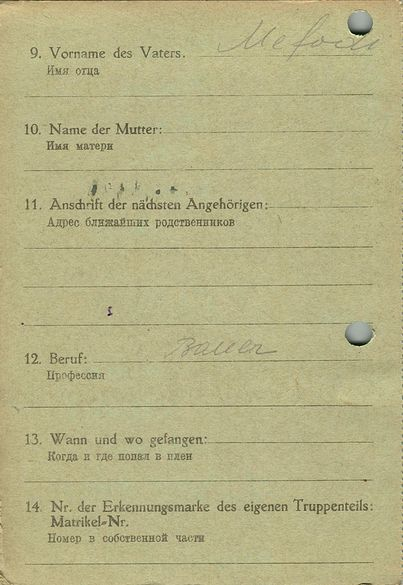 9. Vorname des Vaters.
Имя отца
10. Name der Mutter:
Имя матери
11. Anschrift der nächsten Angehörigen:
Адрес ближайших родственников
12. Beruf: Bauer
Профессия
13. Wann und wo gefangen:
Когда и где попал в плен
14. Nr. der Erkennungsmarke des eigenen Truppenteils:
Matrikel-Nr.
Номер в собственной части